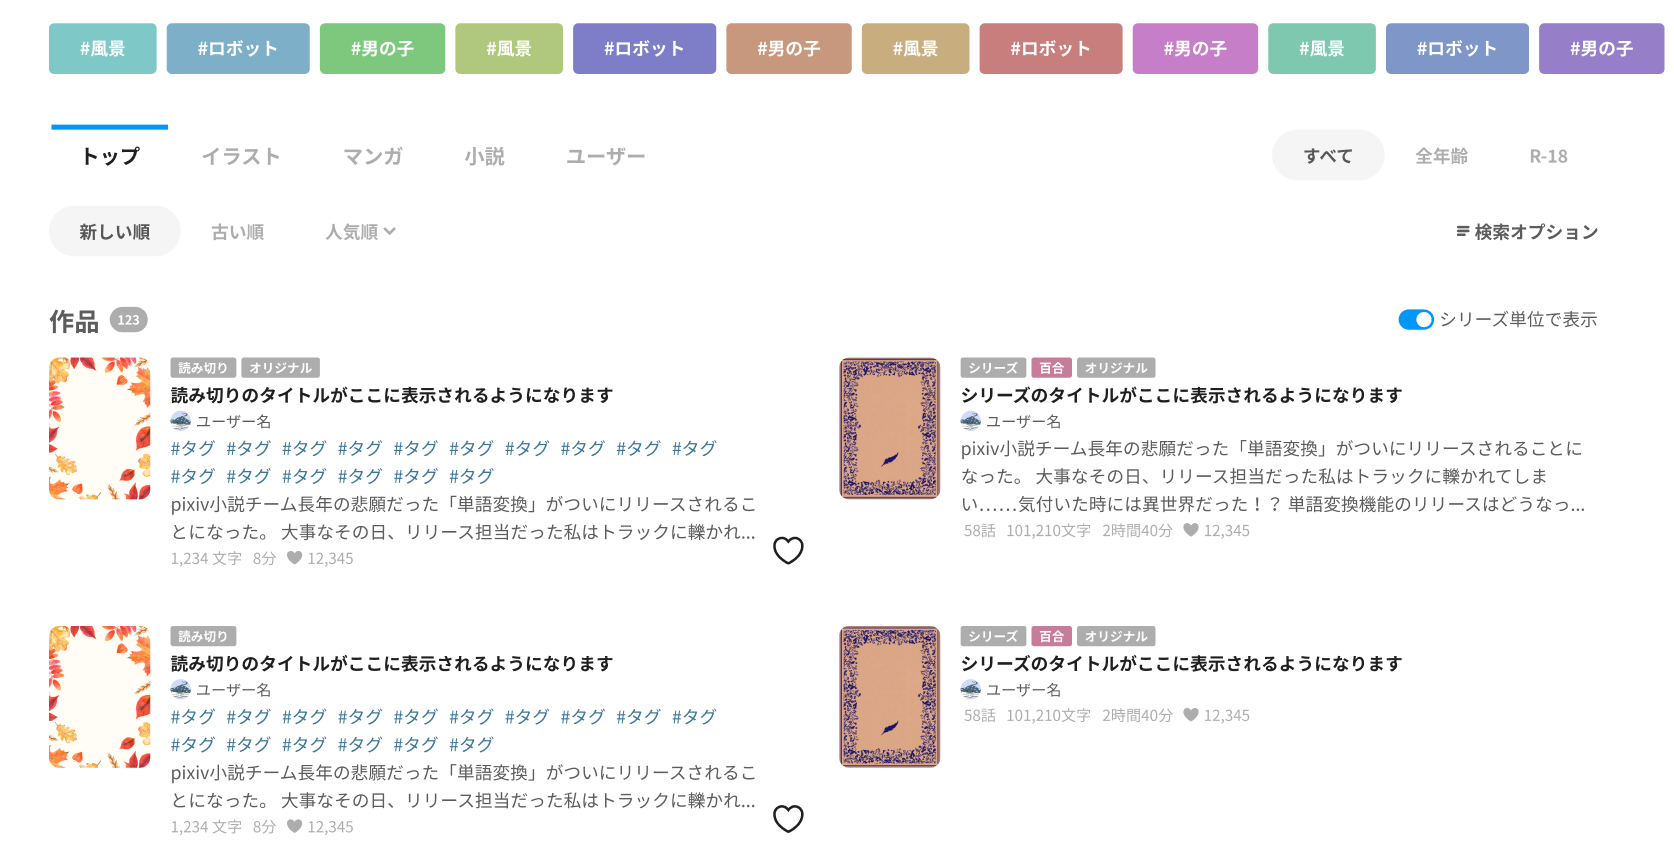 #風景 #ロボット #男の子 #風景 #ロボット #男の子 #風景 #ロボット #男の子 #風景 #ロボット #男の子
トップ イラスト マンガ 小説 ユーザー すべて 全年齢 R-18
新しい順 古い順 人気順 検索オプション
作品 123 シリーズ単位で表示
読み切り オリジナル
読み切りのタイトルがここに表示されるようになります
ユーザー名
#タグ #タグ #タグ #タグ #タグ #タグ #タグ #タグ #タグ #タグ
#タグ #タグ #タグ #タグ #タグ #タグ
pixiv小説チーム長年の悲願だった「単語変換」がついにリリースされるこ
とになった。 大事なその日、リリース担当だった私はトラックに轢かれ...
1,234 文字 8分 12,345
シリーズ 百合 オリジナル
シリーズのタイトルがここに表示されるようになります
ユーザー名
pixiv小説チーム長年の悲願だった「単語変換」がついにリリースされることに
なった。 大事なその日、リリース担当だった私はトラックに轢かれてしま
い……気付いた時には異世界だった！？ 単語変換機能のリリースはどうなっ...
58話 101,210文字 2時間40分 12,345
読み切り
読み切りのタイトルがここに表示されるようになります
ユーザー名
#タグ #タグ #タグ #タグ #タグ #タグ #タグ #タグ #タグ #タグ
#タグ #タグ #タグ #タグ #タグ #タグ
pixiv小説チーム長年の悲願だった「単語変換」がついにリリースされるこ
とになった。 大事なその日、リリース担当だった私はトラックに轢かれ...
1,234 文字 8分 12,345
シリーズ 百合 オリジナル
シリーズのタイトルがここに表示されるようになります
ユーザー名
58話 101,210文字 2時間40分 12,345